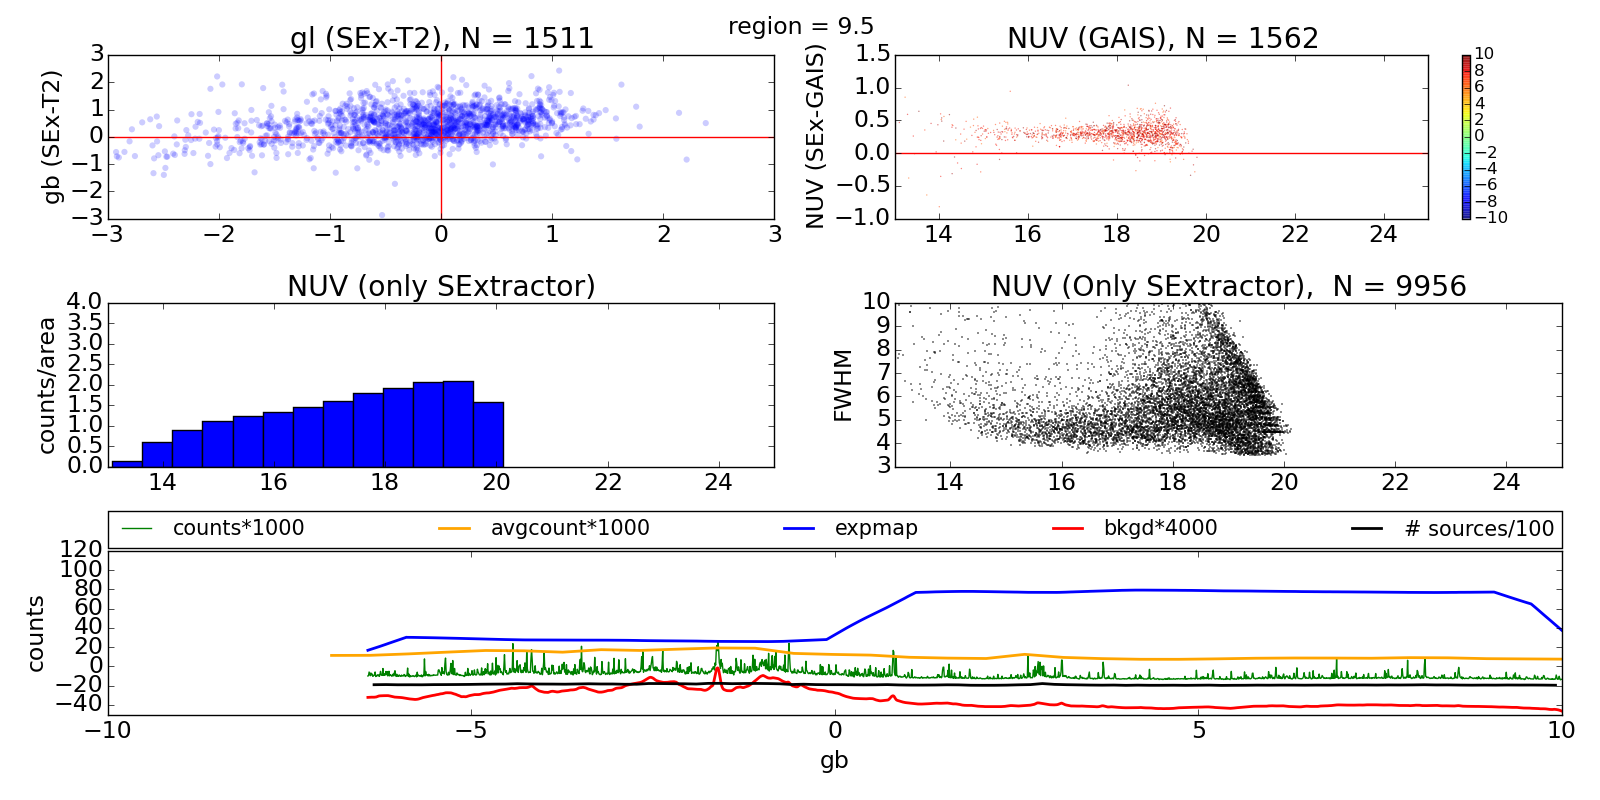 region = 9.5
gl (SEx-T2), N = 1511
NUV (GAIS), N = 1562
gb (SEx-T2)
3
2
1
0
−1
−2
−3
−3 −2 −1 0 1 2 3
NUV (SEx-GAIS)
1.5
1.0
0.5
0.0
−0.5
−1.0
14 16 18 20 22 24
10
8
6
4
2
0
−2
−4
−6
−8
−10
NUV (only SExtractor)
counts/area
4.0
3.5
3.0
2.5
2.0
1.5
1.0
0.5
0.0
14 16 18 20 22 24
NUV (Only SExtractor), N = 9956
FWHM
10
9
8
7
6
5
4
3
14 16 18 20 22 24
counts*1000 avgcount*1000 expmap bkgd*4000 # sources/100
counts
120
100
80
60
40
20
0
−20
−40
−10 −5 0 5 10
gb